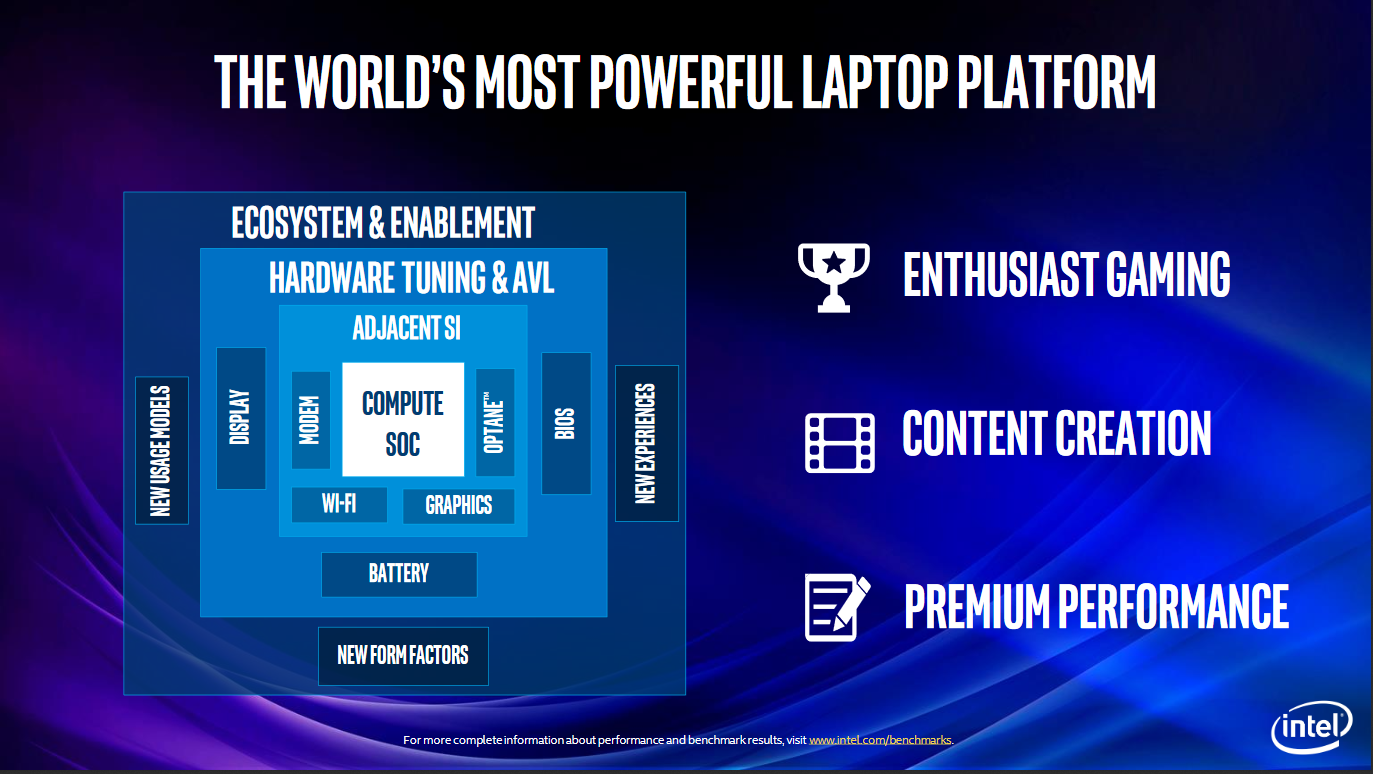 THE WORLD'S MOST POWERFUL LAPTOP PLATFORM
ECOSYSTEM & ENABLEMENT
HARDWARE TUNING & AVL
ADJACENT SI
NEW USAGE MODELS
DISPLAY
MODEM
COMPUTE
SOC
OPTANE™
BIOS
NEW EXPERIENCES
WI-FI
GRAPHICS
BATTERY
NEW FORM FACTORS
ENTHUSIAST GAMING
CONTENT CREATION
PREMIUM PERFORMANCE
For more complete information about performance and benchmark results, visit www.intel.com/benchmarks.
intel